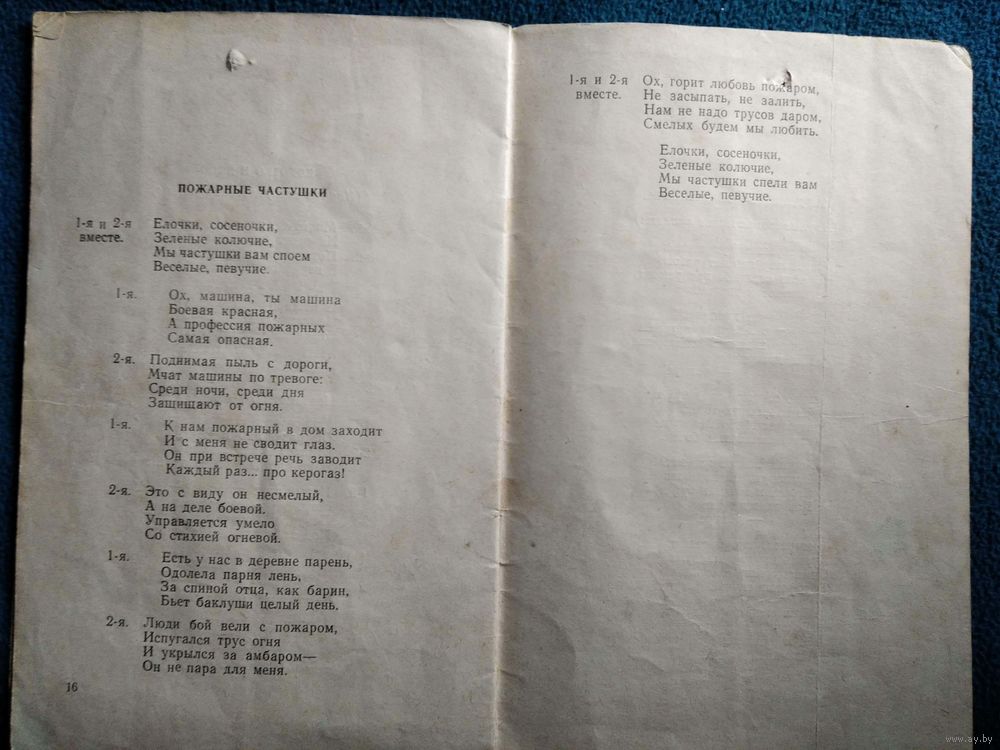 ПОЖАРНЫЕ ЧАСТУШКИ
1-я и 2-я вместе. Елочки, сосеночки,
Зеленые колючие,
Мы частушки вам споем
Веселые, певучие.
1-я. Ох, машина, ты машина
Боевая красная,
А профессия пожарных
Самая опасная.
2-я. Поднимая пыль с дороги,
Мчат машины по тревоге:
Среди ночи, среди дня
Защищают от огня.
1-я. К нам пожарный в дом заходит
И с меня не сводит глаз.
Он при встрече речь заводит
Каждый раз... про керогаз!
2-я. Это с виду он несмелый,
А на деле боевой.
Управляется умело
Со стихией огневой.
1-я. Есть у нас в деревне парень,
Одолела парня лень,
За спиной отца, как барин,
Бьет баклуши целый день.
2-я. Люди бой вели с пожаром,
Испугался трус огня
И укрылся за амбаром—
Он не пара для меня.
16
1-я и 2-я вместе. Ох, горит любовь пожаром,
Не засыпать, не залить,
Нам не надо трусов даром,
Смелых будем мы любить.
Елочки, сосеночки,
Зеленые колючие,
Мы частушки спели вам
Веселые, певучие.
www.ay.by